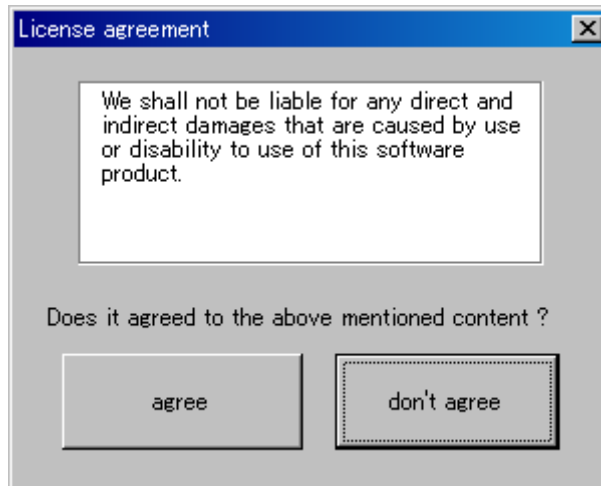 License agreement
We shall not be liable for any direct and
indirect damages that are caused by use
or disability to use of this software
product.
Does it agreed to the above mentioned content ?
agree
don't agree